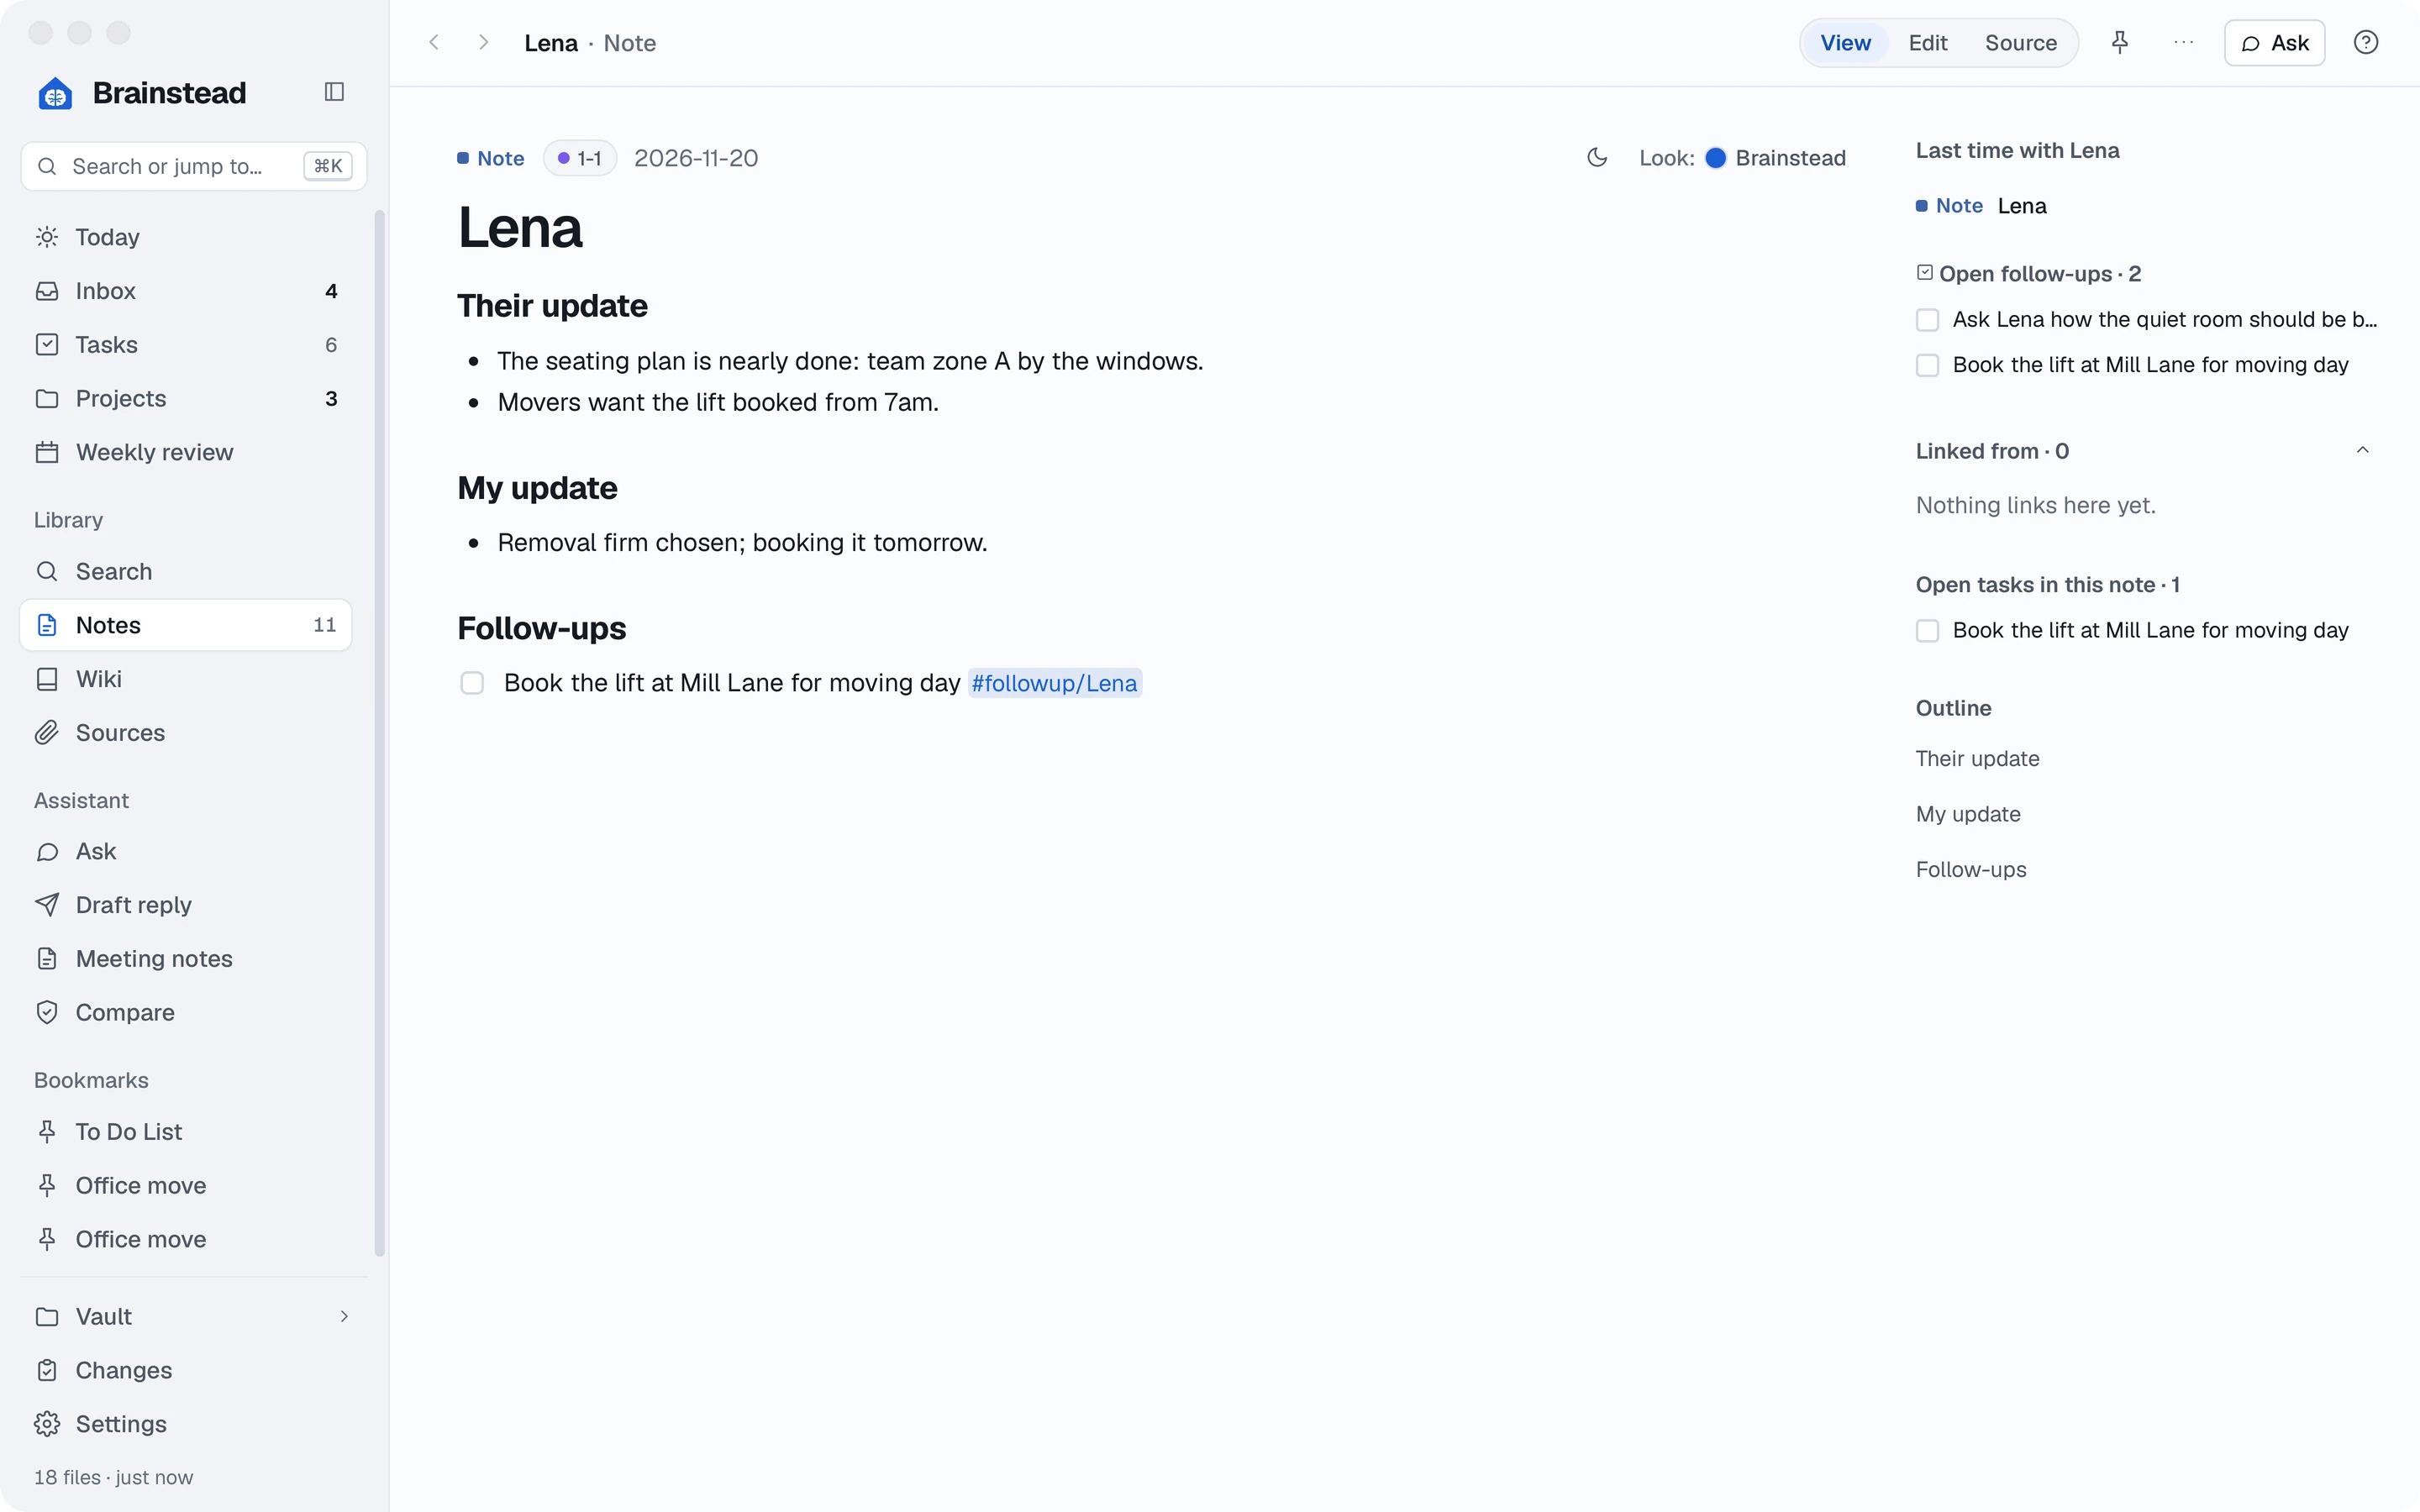 Brainstead
Search or jump to... ⌘K
Today
Inbox 4
Tasks 6
Projects 3
Weekly review
Library
Search
Notes 11
Wiki
Sources
Assistant
Ask
Draft reply
Meeting notes
Compare
Bookmarks
To Do List
Office move
Office move
Vault
Changes
Settings
18 files · just now
Lena · Note
View Edit Source
Ask
Note 1-1 2026-11-20
Look: Brainstead
Lena
Their update
• The seating plan is nearly done: team zone A by the windows.
• Movers want the lift booked from 7am.
My update
• Removal firm chosen; booking it tomorrow.
Follow-ups
Book the lift at Mill Lane for moving day #followup/Lena
Last time with Lena
Note Lena
Open follow-ups · 2
Ask Lena how the quiet room should be b...
Book the lift at Mill Lane for moving day
Linked from · 0
Nothing links here yet.
Open tasks in this note · 1
Book the lift at Mill Lane for moving day
Outline
Their update
My update
Follow-ups